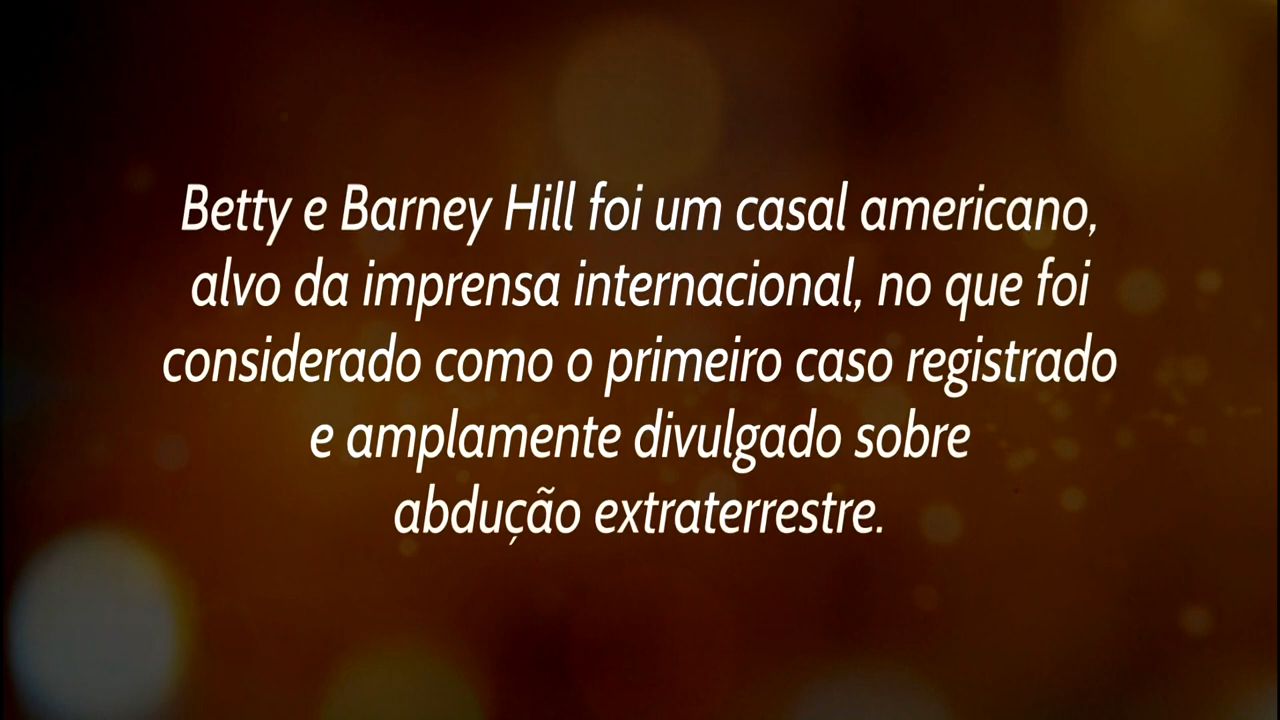 Betty e Barney Hill foi um casal americano,
alvo da imprensa internacional, no que foi
considerado como o primeiro caso registrado
e amplamente divulgado sobre
abdução extraterrestre.